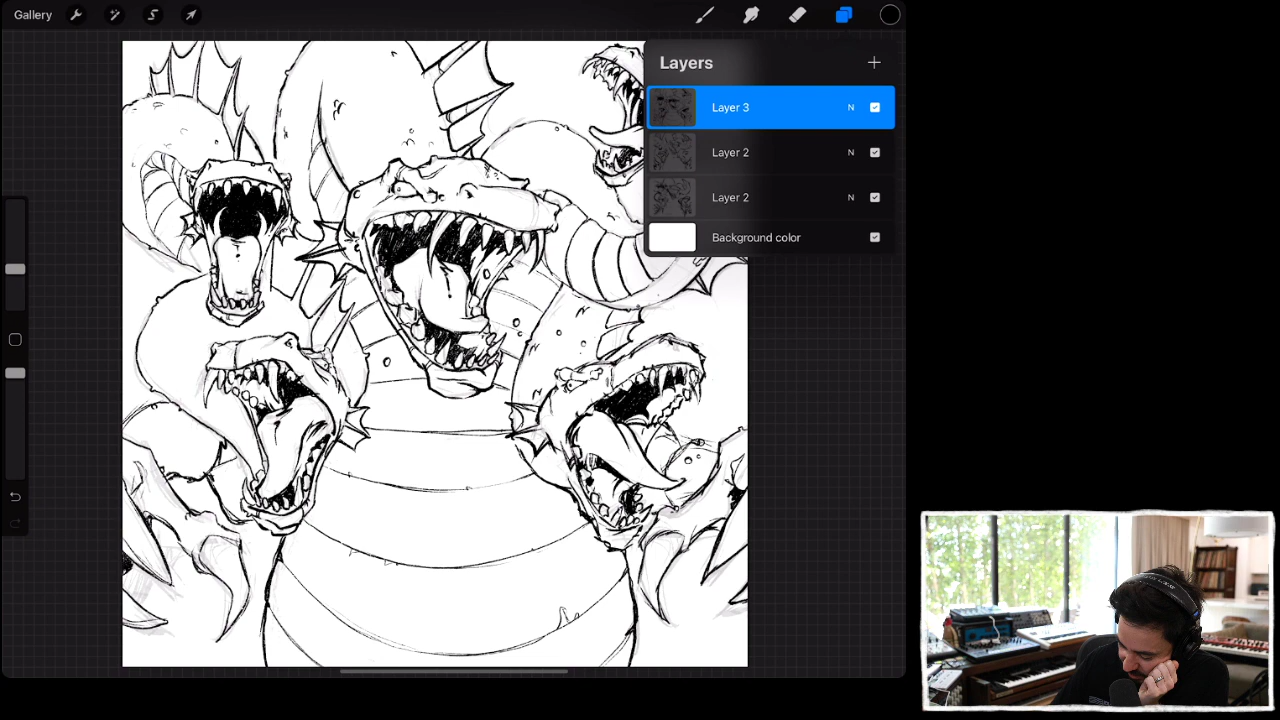 Gallery
Layers
Layer 3 N
Layer 2 N
Layer 2 N
Background color